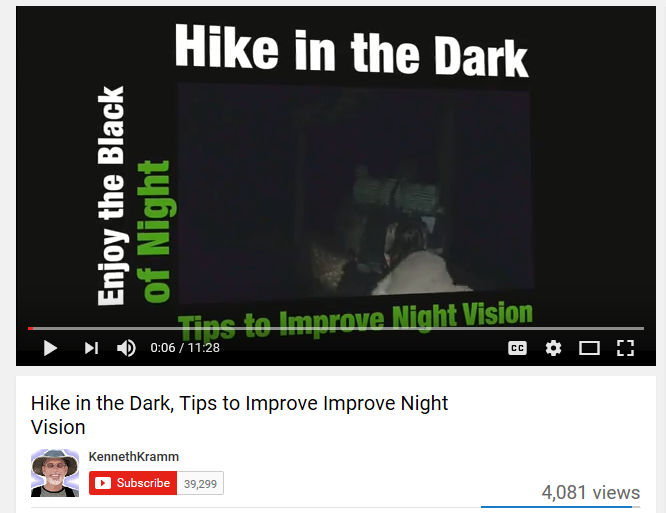 Hike in the Dark
Enjoy the Black
of Night
Tips to Improve Night Vision
0:06 / 11:28
CC
Hike in the Dark, Tips to Improve Improve Night
Vision
KennethKramm
Subscribe 39,299
4,081 views